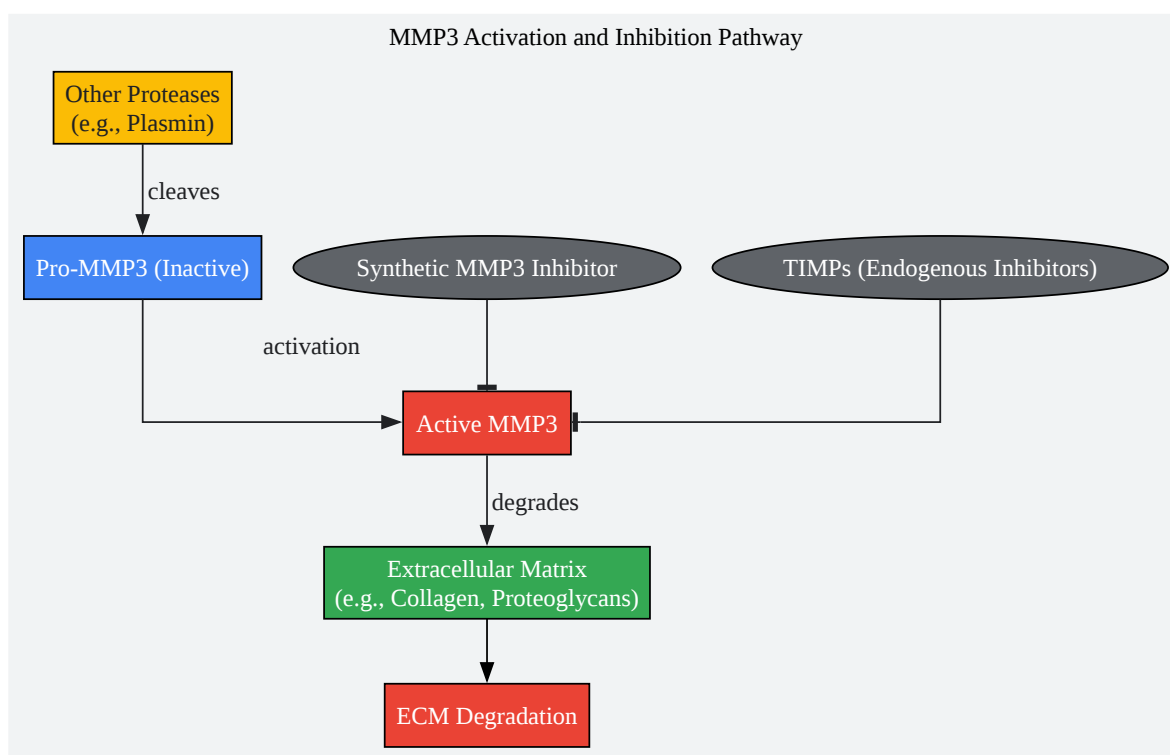 MMP3 Activation and Inhibition Pathway
Other Proteases
(e.g., Plasmin)
cleaves
Pro-MMP3 (Inactive)
Synthetic MMP3 Inhibitor
TIMPs (Endogenous Inhibitors)
activation
Active MMP3
degrades
Extracellular Matrix
(e.g., Collagen, Proteoglycans)
ECM Degradation